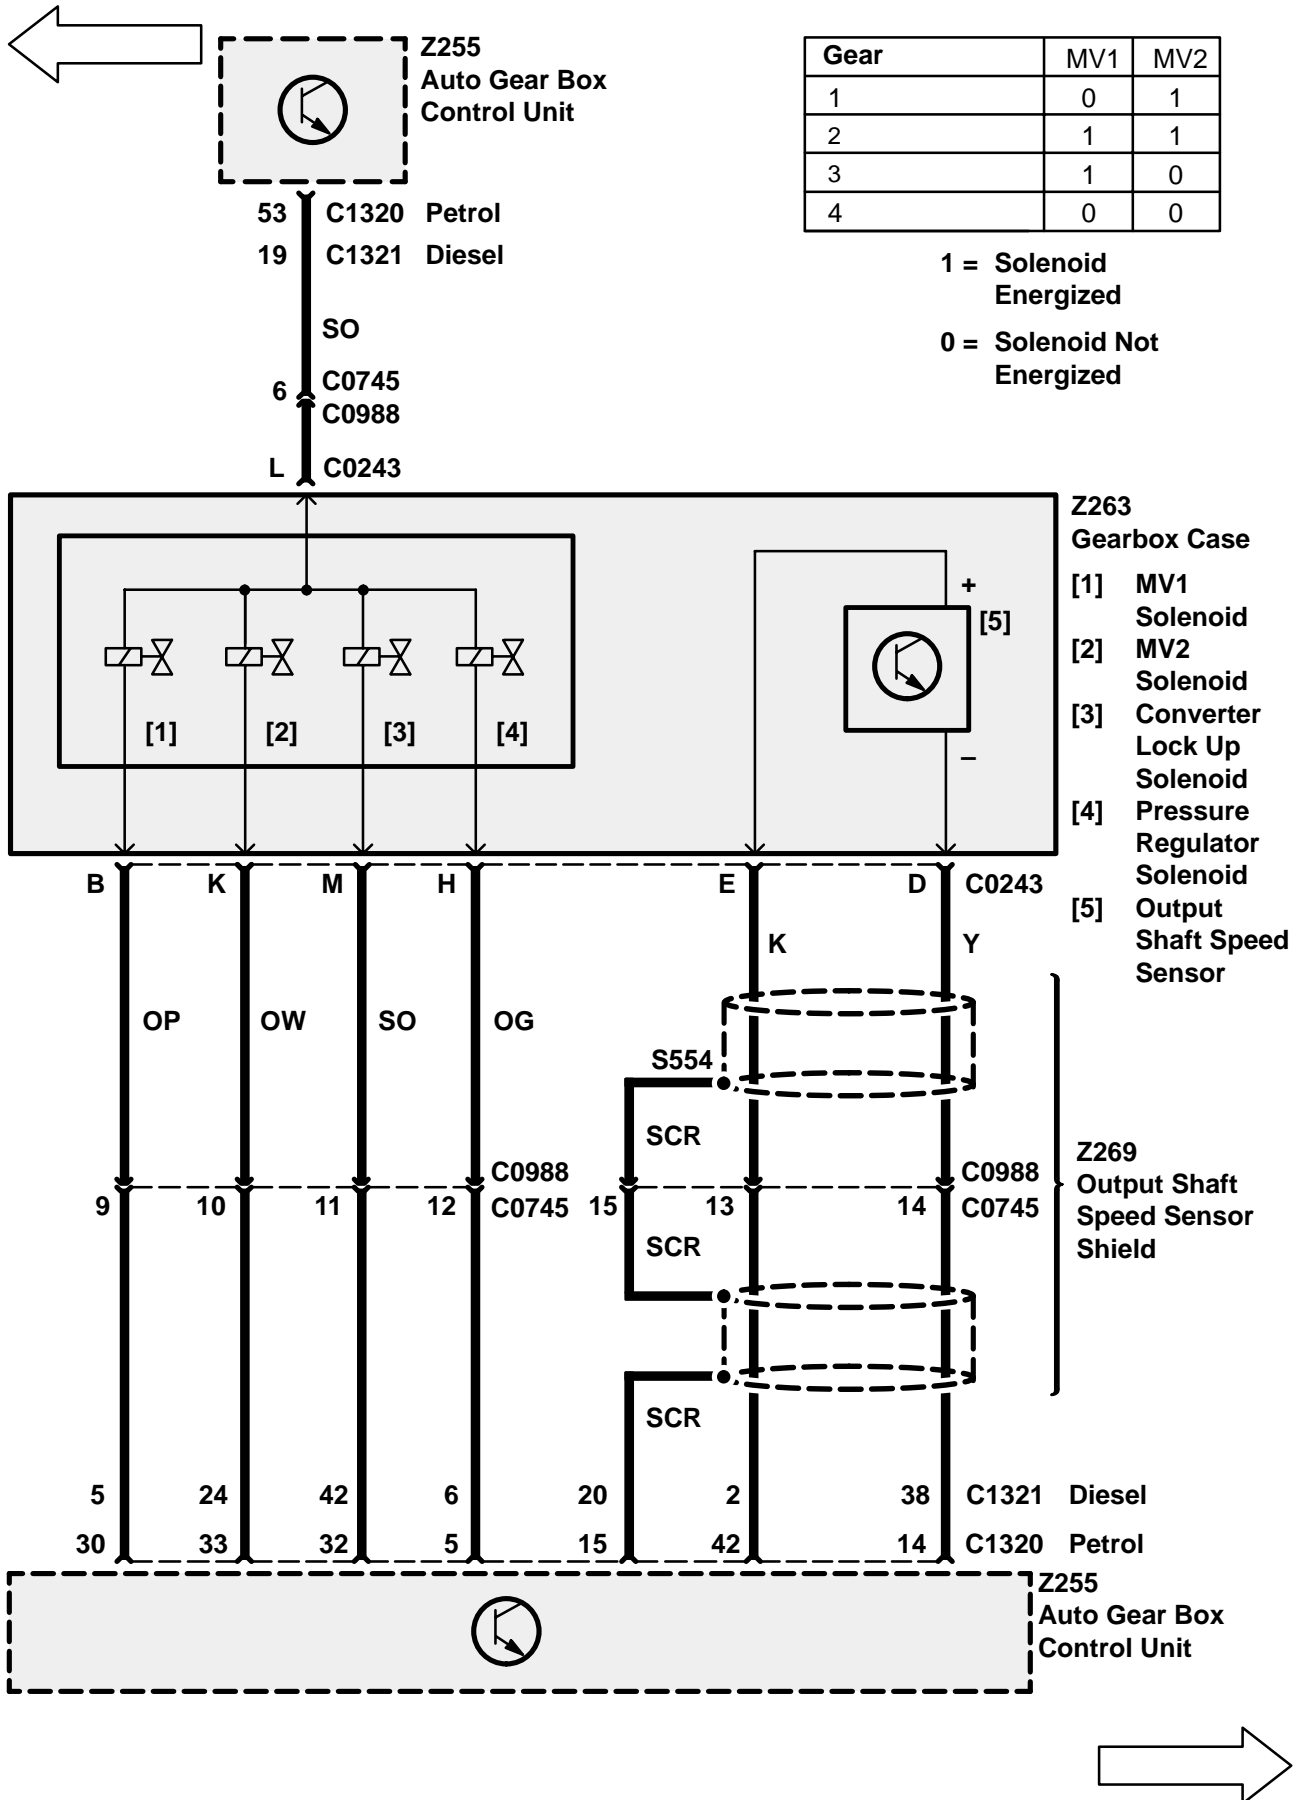 Z255
Auto Gear Box
Control Unit
Gear MV1 MV2
1 0 1
2 1 1
3 1 0
4 0 0
1 = Solenoid
Energized
0 = Solenoid Not
Energized
53 C1320 Petrol
19 C1321 Diesel
SO
6 C0745
C0988
L C0243
Z263
Gearbox Case
[1] MV1
Solenoid
[2] MV2
Solenoid
[3] Converter
Lock Up
Solenoid
[4] Pressure
Regulator
Solenoid
[5] Output
Shaft Speed
Sensor
+
[5]
–
[1] [2] [3] [4]
B K M H E D C0243
K Y
OP OW SO OG
S554
SCR
C0988 C0988
9 10 11 12 C0745 15 13 14 C0745
SCR
Z269
Output Shaft
Speed Sensor
Shield
SCR
5 24 42 6 20 2 38 C1321 Diesel
30 33 32 5 15 42 14 C1320 Petrol
Z255
Auto Gear Box
Control Unit